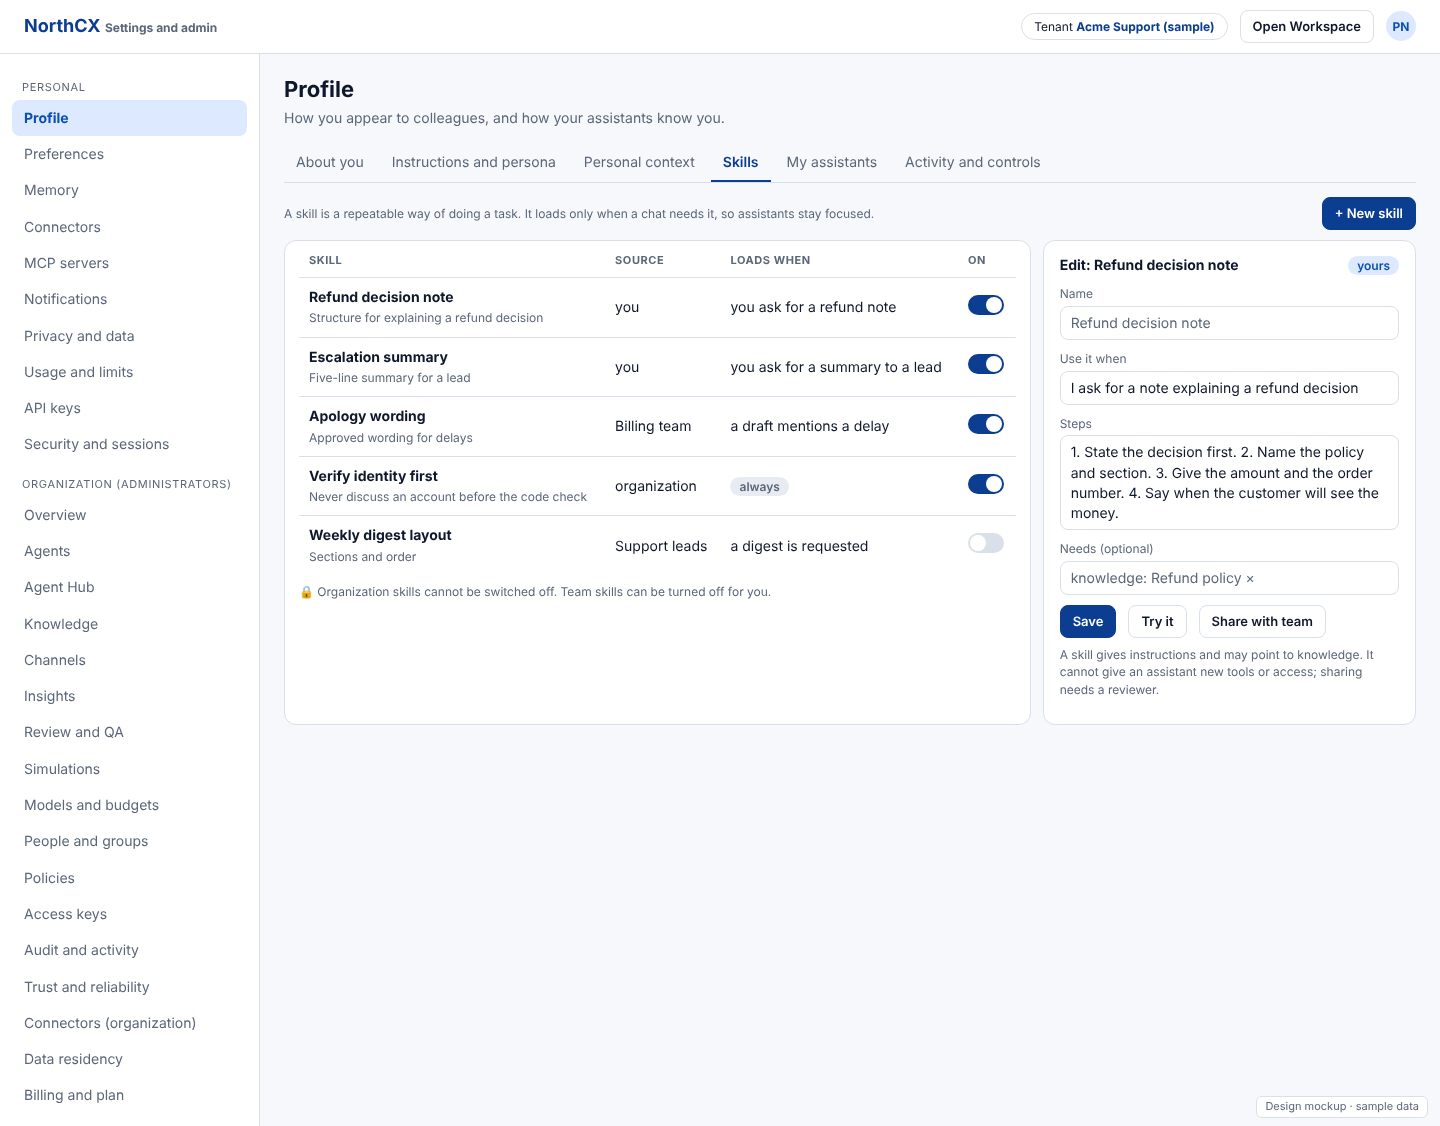 NorthCX Settings and admin
Tenant Acme Support (sample)
Open Workspace
PN
PERSONAL
Profile
Preferences
Memory
Connectors
MCP servers
Notifications
Privacy and data
Usage and limits
API keys
Security and sessions
ORGANIZATION (ADMINISTRATORS)
Overview
Agents
Agent Hub
Knowledge
Channels
Insights
Review and QA
Simulations
Models and budgets
People and groups
Policies
Access keys
Audit and activity
Trust and reliability
Connectors (organization)
Data residency
Billing and plan
Profile
How you appear to colleagues, and how your assistants know you.
About you Instructions and persona Personal context Skills My assistants Activity and controls
A skill is a repeatable way of doing a task. It loads only when a chat needs it, so assistants stay focused.
+ New skill
SKILL SOURCE LOADS WHEN ON
Refund decision note
Structure for explaining a refund decision
you
you ask for a refund note
Escalation summary
Five-line summary for a lead
you
you ask for a summary to a lead
Apology wording
Approved wording for delays
Billing team
a draft mentions a delay
Verify identity first
Never discuss an account before the code check
organization
always
Weekly digest layout
Sections and order
Support leads
a digest is requested
🔒 Organization skills cannot be switched off. Team skills can be turned off for you.
Edit: Refund decision note
yours
Name
Refund decision note
Use it when
I ask for a note explaining a refund decision
Steps
1. State the decision first. 2. Name the policy
and section. 3. Give the amount and the order
number. 4. Say when the customer will see the
money.
Needs (optional)
knowledge: Refund policy ×
Save
Try it
Share with team
A skill gives instructions and may point to knowledge. It
cannot give an assistant new tools or access; sharing
needs a reviewer.
Design mockup · sample data